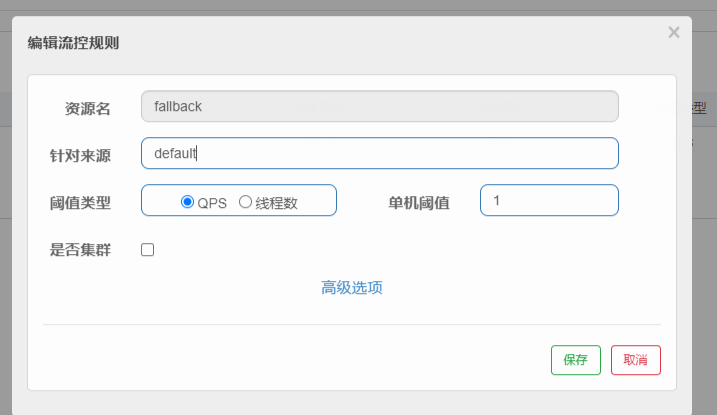 编辑流控规则
×
资源名 fallback
型
针对来源 default
阈值类型 QPS 线程数 单机阈值 1
是否集群
高级选项
保存 取消